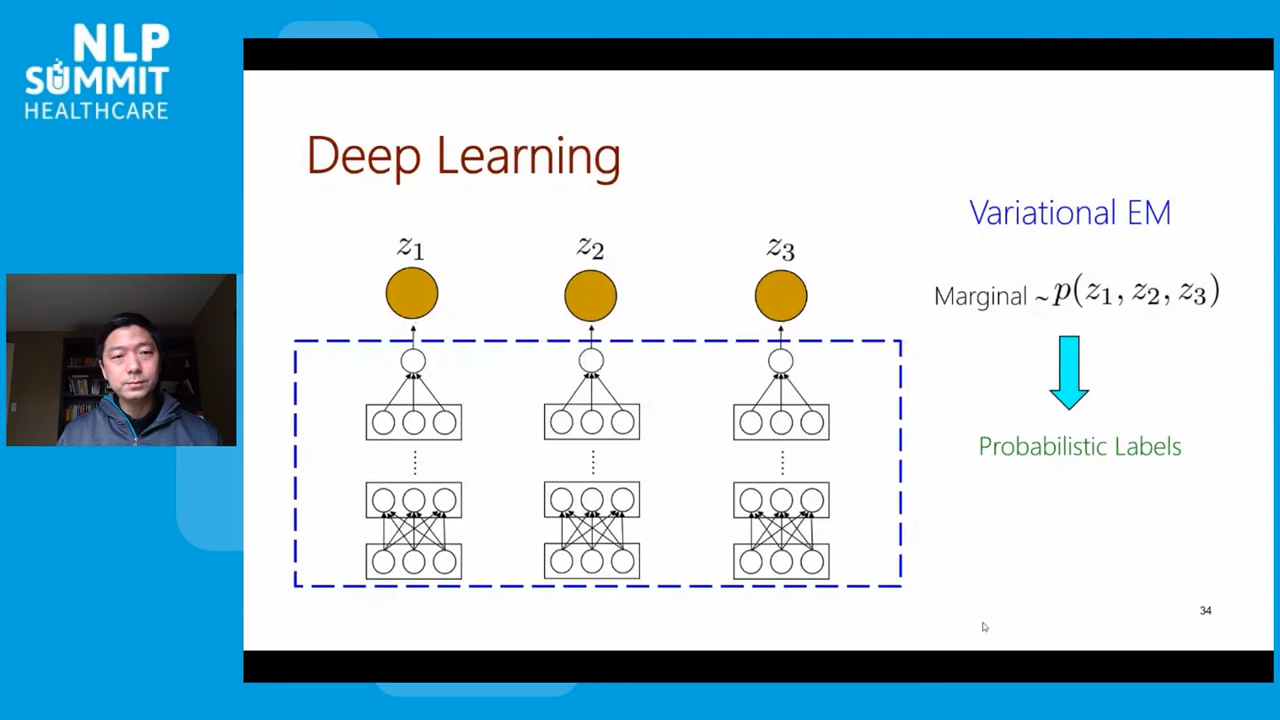 NLP
SUMMIT
HEALTHCARE
Deep Learning
Variational EM
z₁ z₂ z₃
Marginal ~ p(z₁, z₂, z₃)
Probabilistic Labels
34